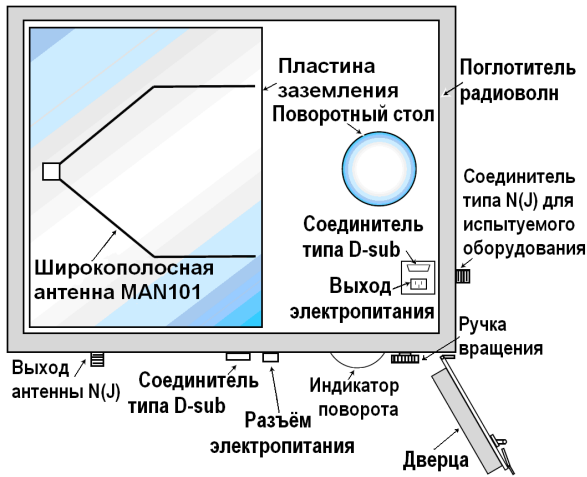 Пластина
заземления
Поворотный стол
Поглотитель
радиоволн
Соединитель
типа N(J) для
испытуемого
оборудования
Соединитель
типа D-sub
Широкополосная
антенна MAN101
Выход
электропитания
Ручка
вращения
Выход
антенны N(J)
Соединитель
типа D-sub
Разъём
электропитания
Индикатор
поворота
Дверца